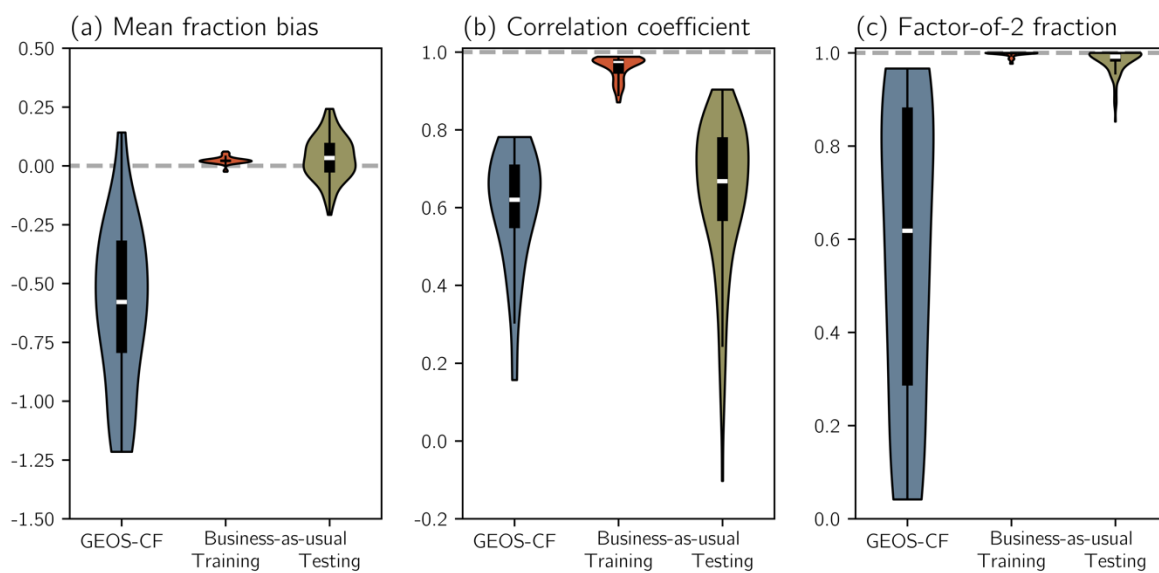 (a) Mean fraction bias
0.50
0.25
0.00
-0.25
-0.50
-0.75
-1.00
-1.25
-1.50
GEOS-CF
Business-as-usual
Training
Testing
(b) Correlation coefficient
1.0
0.8
0.6
0.4
0.2
0.0
-0.2
GEOS-CF
Business-as-usual
Training
Testing
(c) Factor-of-2 fraction
1.0
0.8
0.6
0.4
0.2
0.0
GEOS-CF
Business-as-usual
Training
Testing